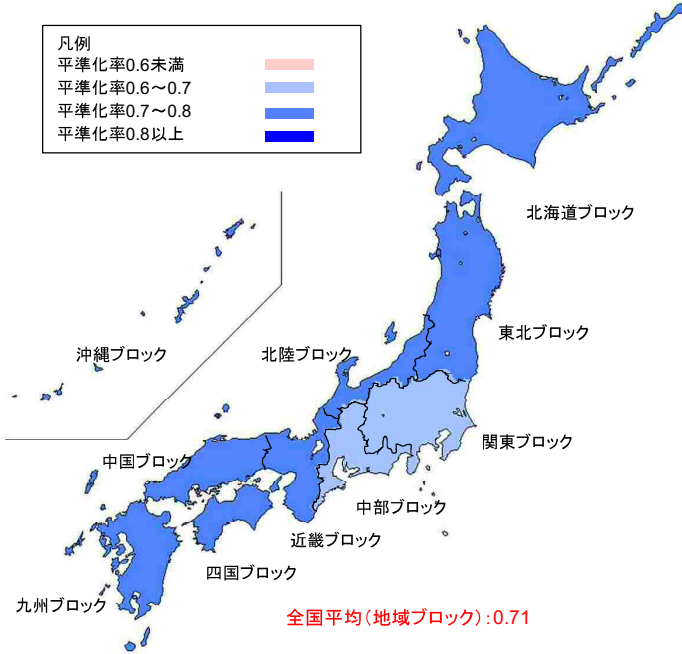 凡例
平準化率0.6未満
平準化率0.6～0.7
平準化率0.7～0.8
平準化率0.8以上
北海道ブロック
東北ブロック
沖縄ブロック
北陸ブロック
関東ブロック
中国ブロック
中部ブロック
近畿ブロック
四国ブロック
九州ブロック
全国平均（地域ブロック）：0.71